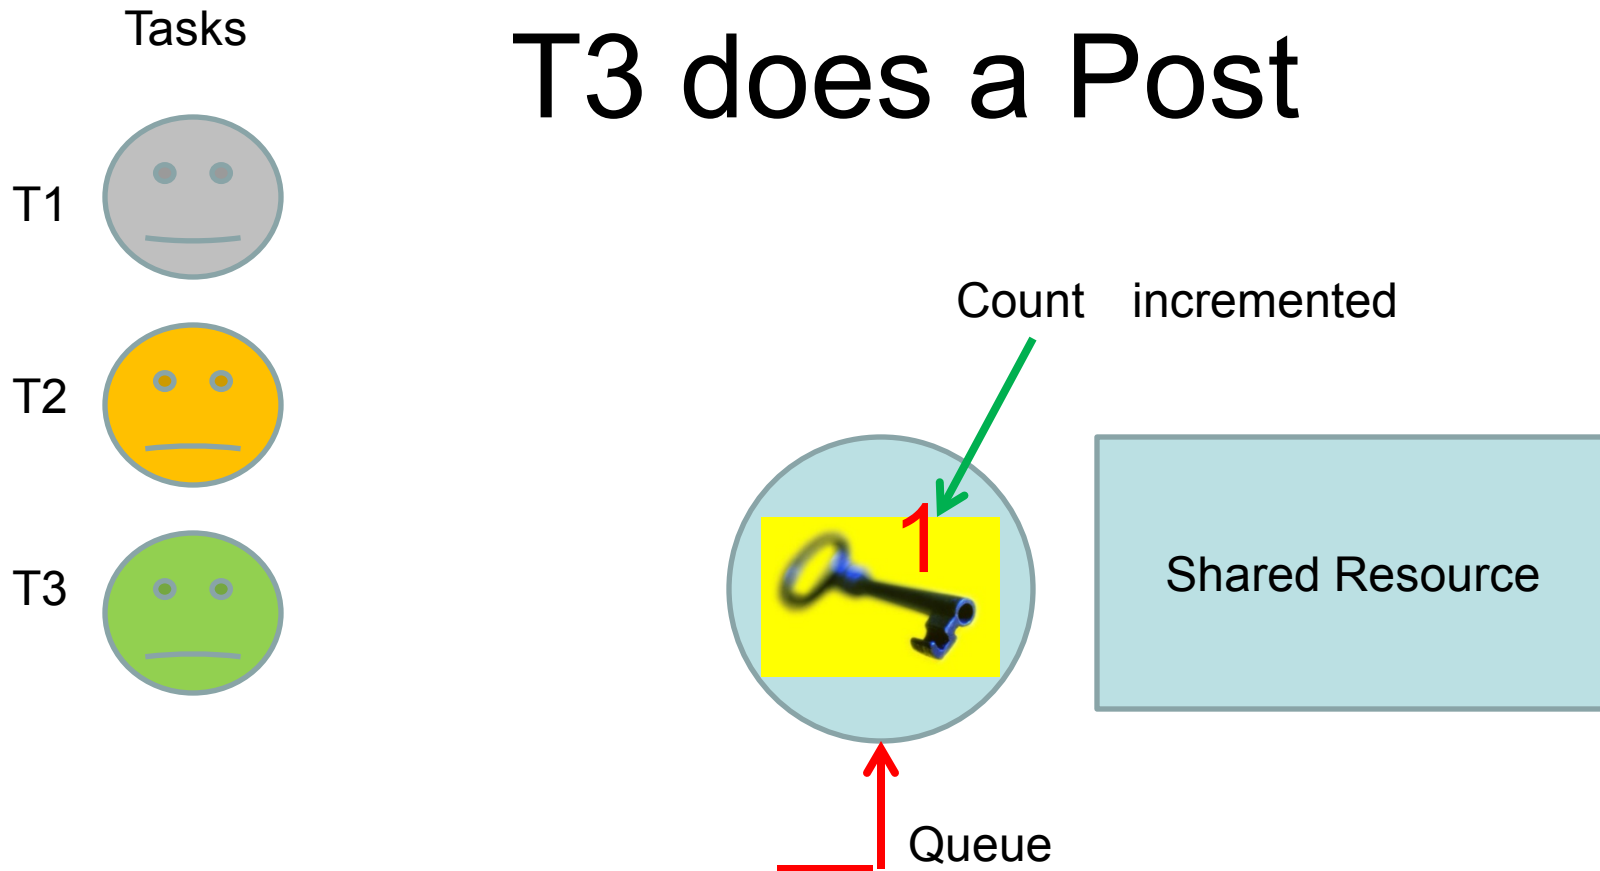 Tasks
T3 does a Post
T1
Count incremented
T2
1
T3
Shared Resource
Queue